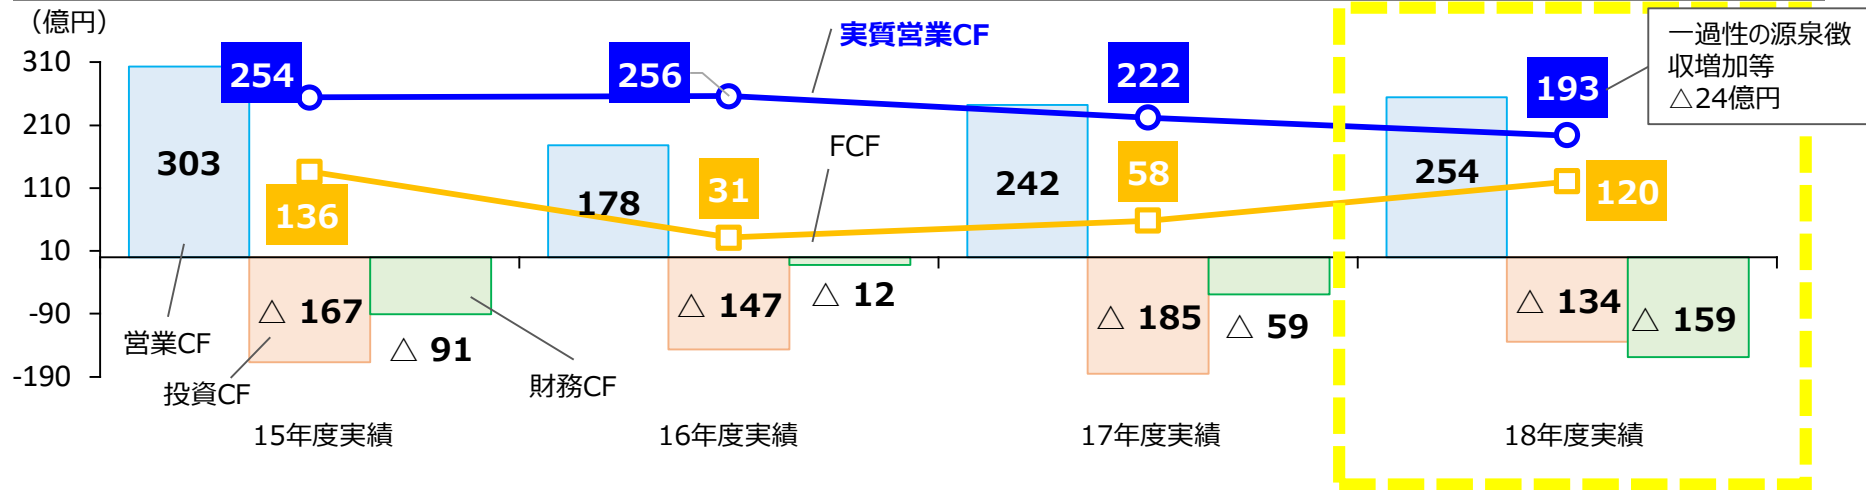 （億円）
310
210
110
10
-90
-190
実質営業CF
FCF
営業CF
投資CF
財務CF
254
303
136
△ 167
△ 91
15年度実績
256
178
31
△ 147
△ 12
16年度実績
222
242
58
△ 185
△ 59
17年度実績
193
254
120
△ 134
△ 159
18年度実績
一過性の源泉徴
収増加等
△24億円